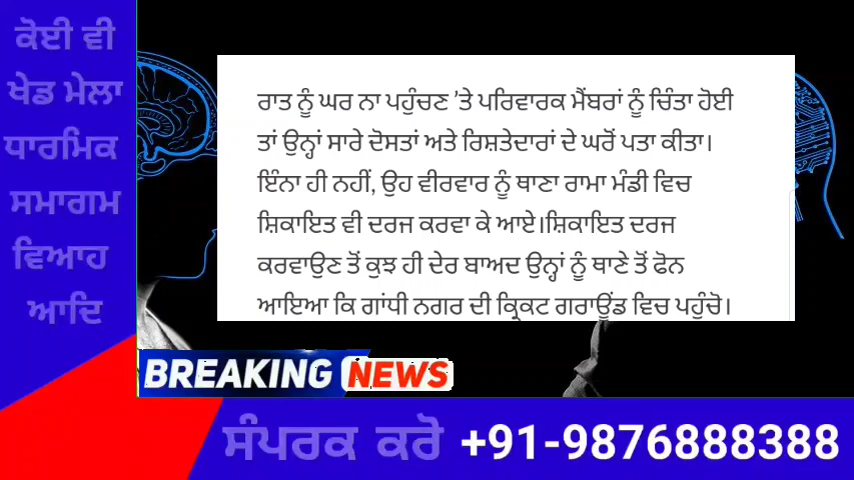 ਕੋਈ ਵੀ
ਖੇਡ ਮੇਲਾ
ਧਾਰਮਿਕ
ਸਮਾਗਮ
ਵਿਆਹ
ਆਦਿ
ਰਾਤ ਨੂੰ ਘਰ ਨਾ ਪਹੁੰਚਣ ’ਤੇ ਪਰਿਵਾਰਕ ਮੈਂਬਰਾਂ ਨੂੰ ਚਿੰਤਾ ਹੋਈ
ਤਾਂ ਉਨ੍ਹਾਂ ਸਾਰੇ ਦੋਸਤਾਂ ਅਤੇ ਰਿਸ਼ਤੇਦਾਰਾਂ ਦੇ ਘਰੋਂ ਪਤਾ ਕੀਤਾ।
ਇੰਨਾ ਹੀ ਨਹੀਂ, ਉਹ ਵੀਰਵਾਰ ਨੂੰ ਥਾਣਾ ਰਾਮਾ ਮੰਡੀ ਵਿਚ
ਸ਼ਿਕਾਇਤ ਵੀ ਦਰਜ ਕਰਵਾ ਕੇ ਆਏ।ਸ਼ਿਕਾਇਤ ਦਰਜ
ਕਰਵਾਉਣ ਤੋਂ ਕੁਝ ਹੀ ਦੇਰ ਬਾਅਦ ਉਨ੍ਹਾਂ ਨੂੰ ਥਾਣੇ ਤੋਂ ਫੋਨ
ਆਇਆ ਕਿ ਗਾਂਧੀ ਨਗਰ ਦੀ ਕ੍ਰਿਕਟ ਗਰਾਊਂਡ ਵਿਚ ਪਹੁੰਚੋ।
BREAKING NEWS
ਸੰਪਰਕ ਕਰੋ +91-9876888388